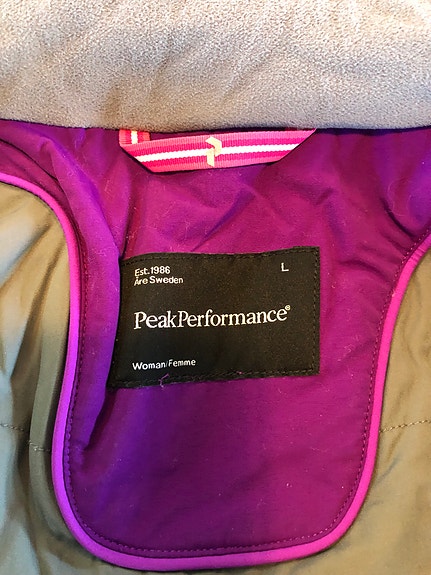 Est.1986 L
Åre Sweden
PeakPerformance®
Woman/Femme